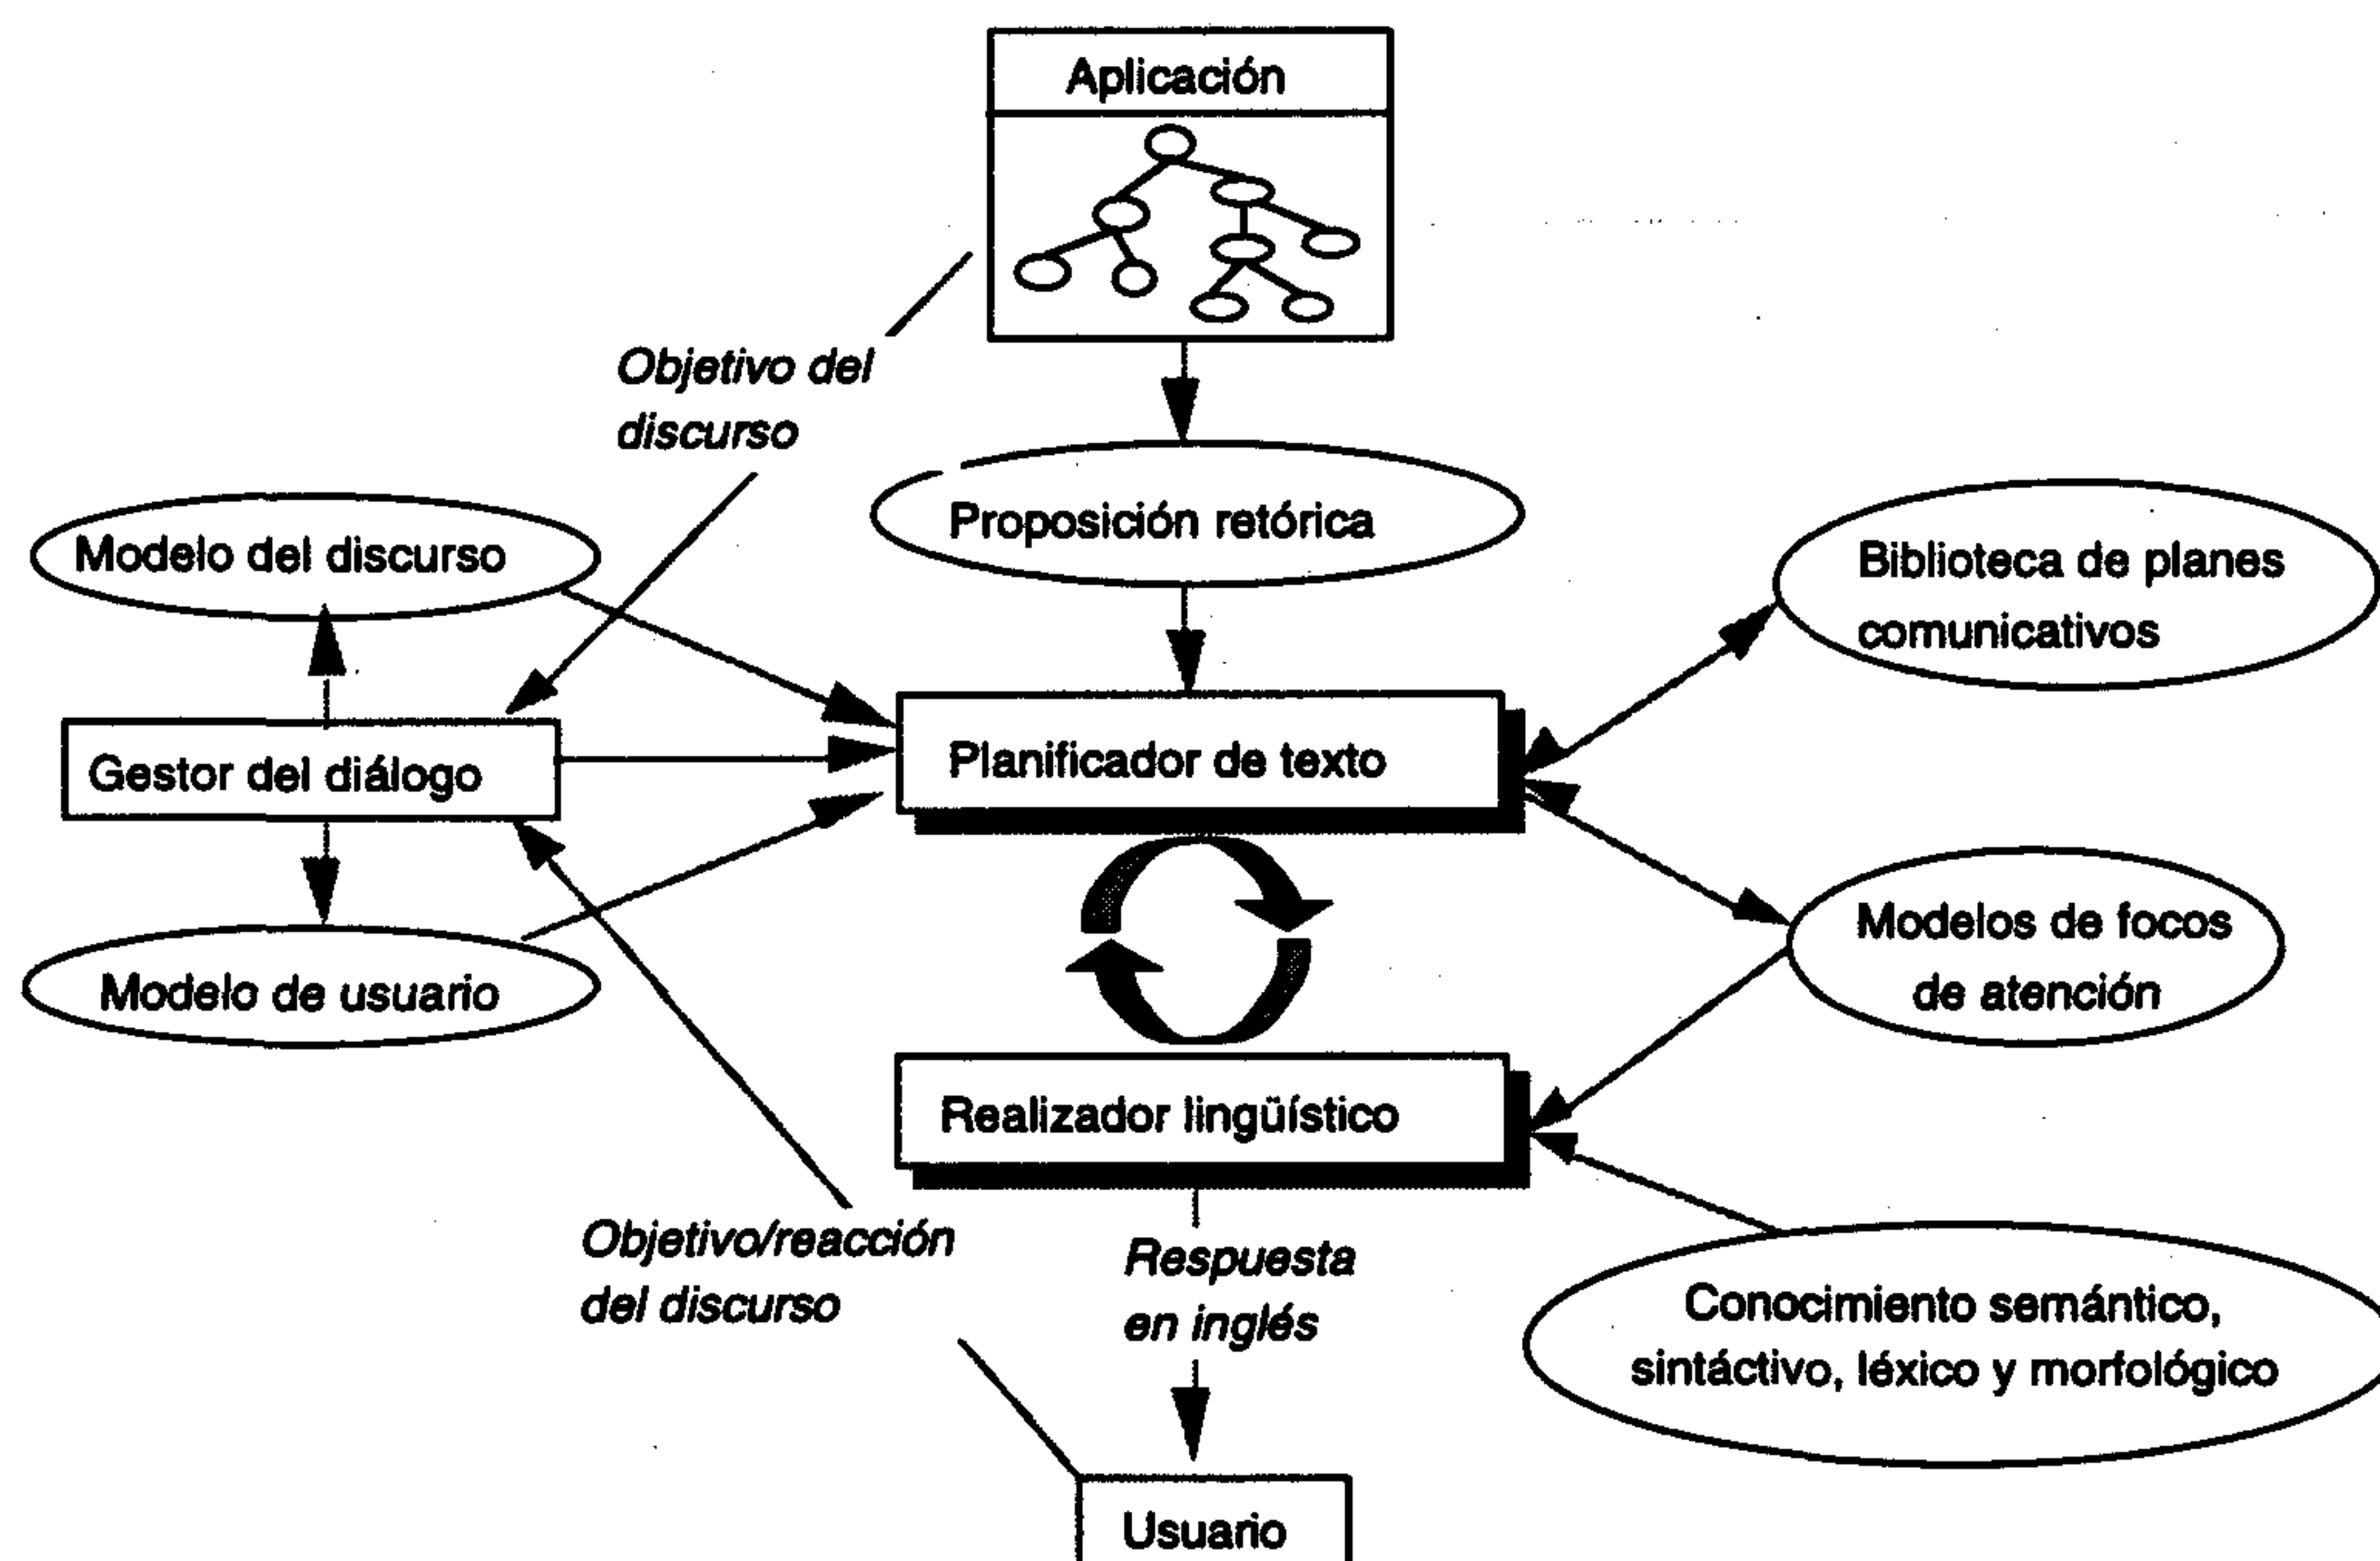 Aplicación
Objetivo del
discurso
Proposición retórica
Modelo del discurso
Biblioteca de planes
comunicativos
Gestor del diálogo
Planificador de texto
Modelo de usuario
Modelos de focos
de atención
Realizador lingüístico
Objetivo/reacción
del discurso
Respuesta
en inglés
Conocimiento semántico,
sintáctivo, léxico y morfológico
Usuario